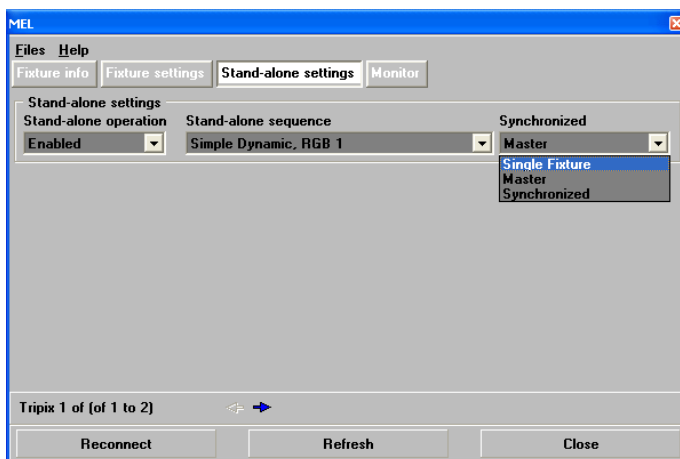 MEL
Files Help
Fixture info Fixture settings Stand-alone settings Monitor
Stand-alone settings
Stand-alone operation Stand-alone sequence Synchronized
Enabled Simple Dynamic, RGB 1 Master
Single Fixture
Master
Synchronized
Tripix 1 of (of 1 to 2)
Reconnect Refresh Close